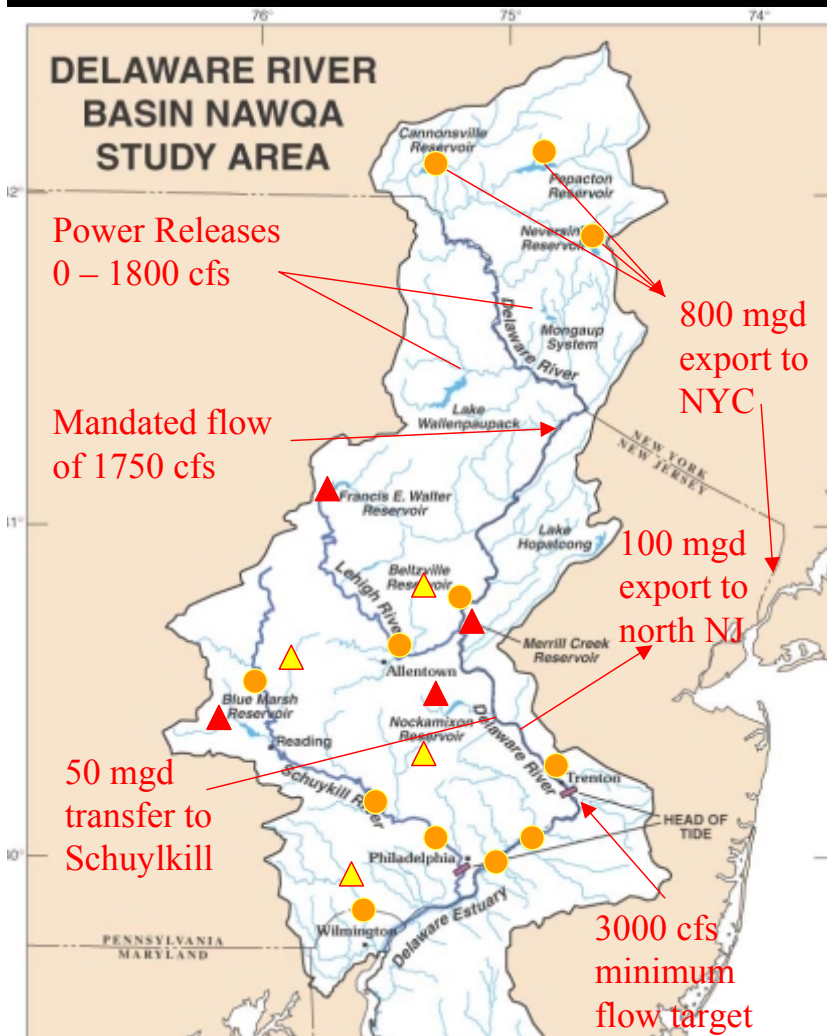 76°
75°
74°
DELAWARE RIVER
BASIN NAWQA
STUDY AREA
Cannonsville
Reservoir
42°
Pepacton
Reservoir
Power Releases
0 – 1800 cfs
Neversink
Reservoir
800 mgd
export to
NYC
Delaware River
Mongaup
System
Lake
Wallenpaupack
Mandated flow
of 1750 cfs
NEW YORK
NEW JERSEY
Francis E. Walter
Reservoir
41°
Lake
Hopatcong
100 mgd
export to
north NJ
Beltzville
Reservoir
Lehigh River
Merrill Creek
Reservoir
Allentown
Blue Marsh
Reservoir
Nockamixon
Reservoir
Delaware River
Reading
50 mgd
transfer to
Schuylkill
Trenton
Schuykill River
HEAD OF
TIDE
40°
Philadelphia
Wilmington
Delaware Estuary
PENNSYLVANIA
MARYLAND
3000 cfs
minimum
flow target